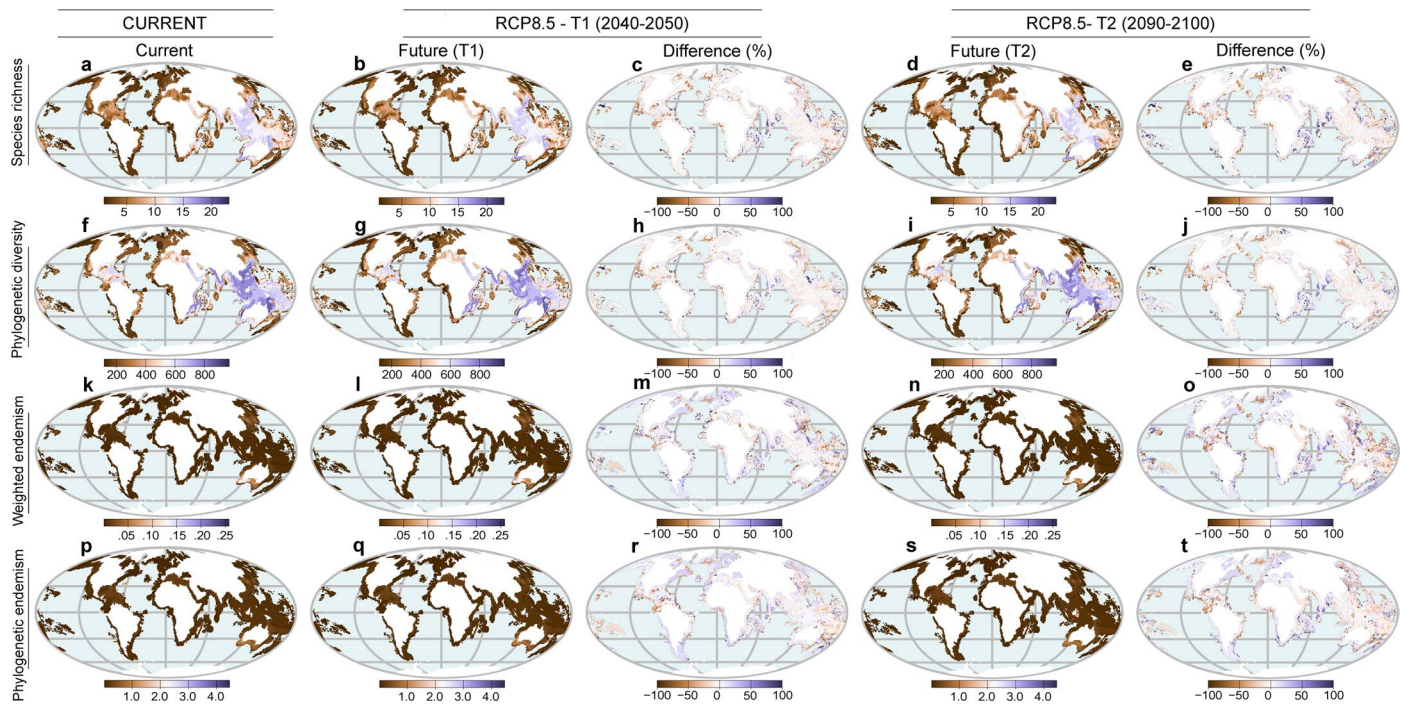 CURRENT
RCP8.5 - T1 (2040-2050)
RCP8.5- T2 (2090-2100)
Current
Future (T1)
Difference (%)
Future (T2)
Difference (%)
Species richness
a
b
c
d
e
5 10 15 20
5 10 15 20
−100 −50 0 50 100
5 10 15 20
−100 −50 0 50 100
Phylogenetic diversity
f
g
h
i
j
200 400 600 800
200 400 600 800
−100 −50 0 50 100
200 400 600 800
−100 −50 0 50 100
Weighted endemism
k
l
m
n
o
.05 .10 .15 .20 .25
.05 .10 .15 .20 .25
−100 −50 0 50 100
.05 .10 .15 .20 .25
−100 −50 0 50 100
Phylogenetic endemism
p
q
r
s
t
1.0 2.0 3.0 4.0
1.0 2.0 3.0 4.0
−100 −50 0 50 100
1.0 2.0 3.0 4.0
−100 −50 0 50 100